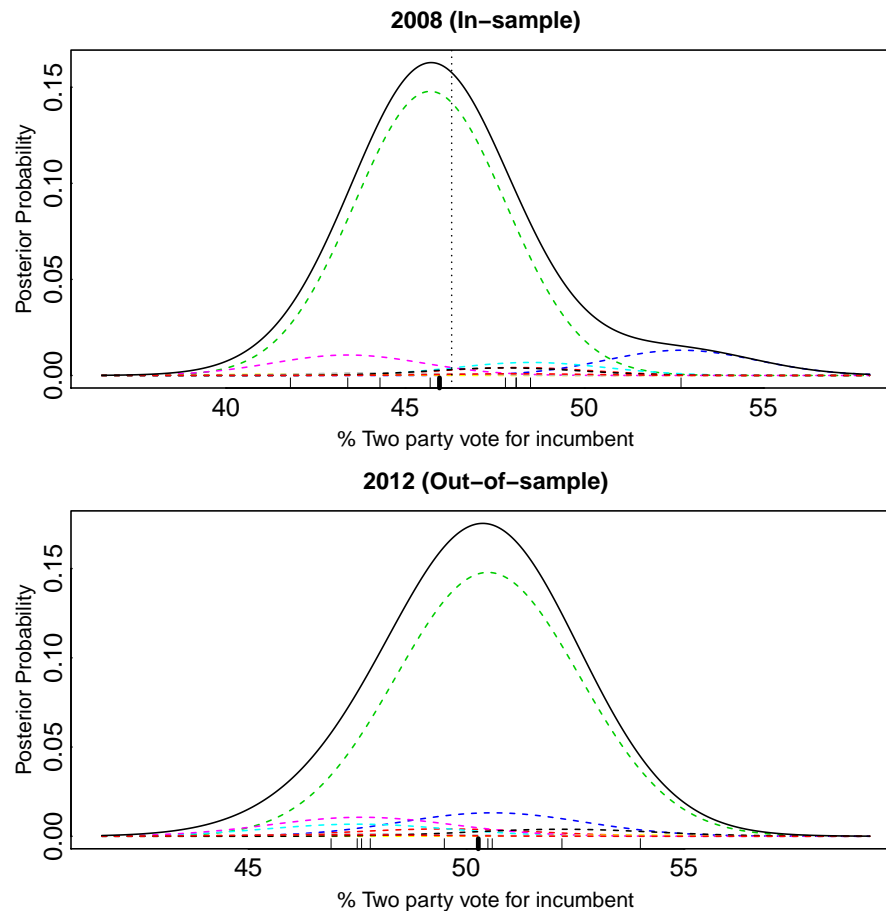 2008 (In−sample)
Posterior Probability
0.00 0.05 0.10 0.15
40 45 50 55
% Two party vote for incumbent
2012 (Out−of−sample)
Posterior Probability
0.00 0.05 0.10 0.15
45 50 55
% Two party vote for incumbent